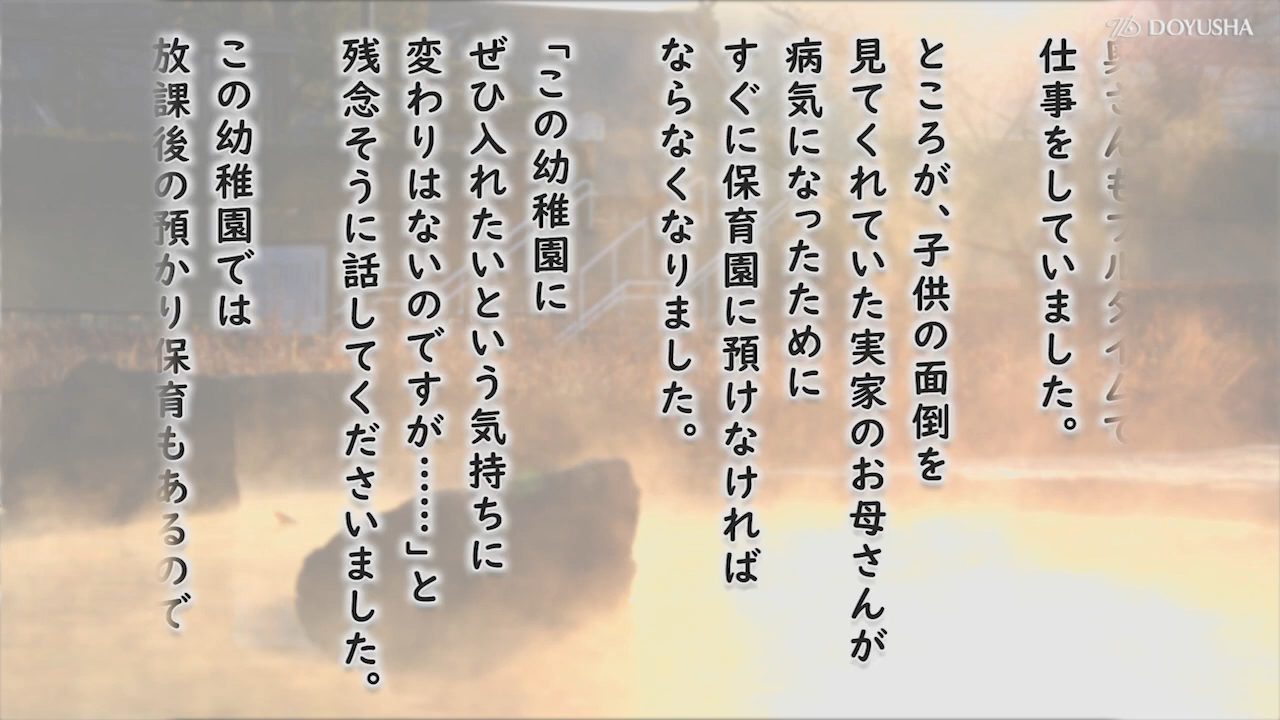 DOYUSHA
仕事をしていました。
ところが、子供の面倒を
見てくれていた実家のお母さんが
病気になったために
すぐに保育園に預けなければ
ならなくなりました。
「この幼稚園に
ぜひ入れたいという気持ちに
変わりはないのですが……」と
残念そうに話してくださいました。
この幼稚園では
放課後の預かり保育もあるので